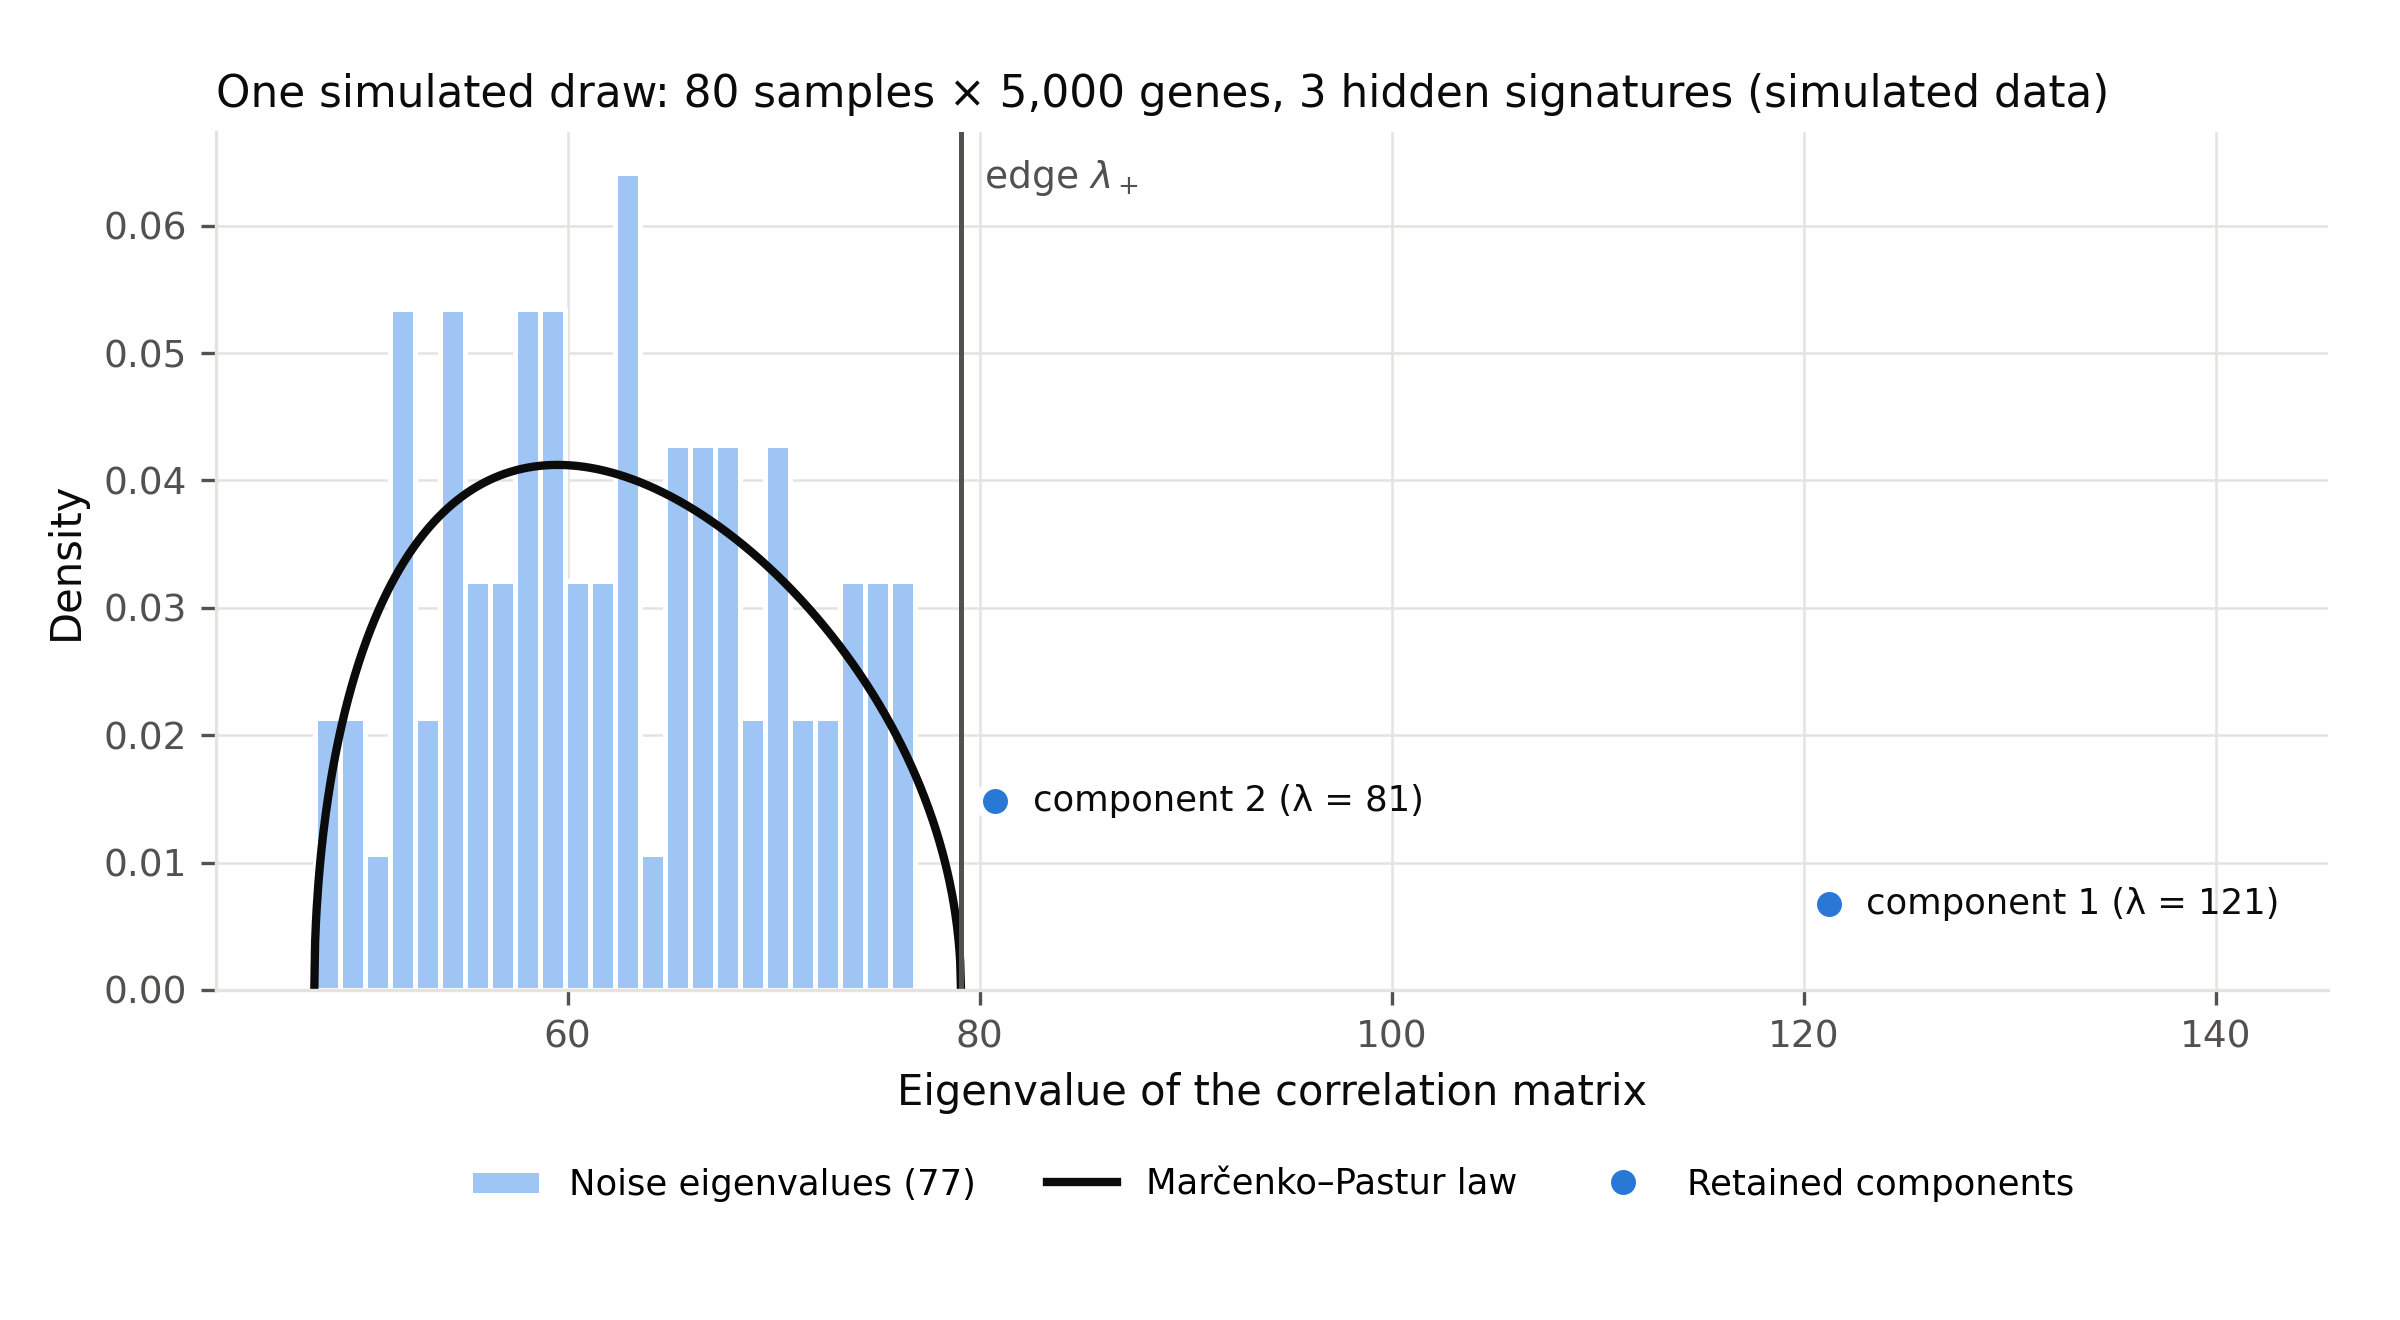 One simulated draw: 80 samples × 5,000 genes, 3 hidden signatures (simulated data)
edge λ₊
0.06
0.05
0.04
0.03
0.02
0.01
0.00
Density
component 2 (λ = 81)
component 1 (λ = 121)
60 80 100 120 140
Eigenvalue of the correlation matrix
Noise eigenvalues (77) Marčenko–Pastur law Retained components